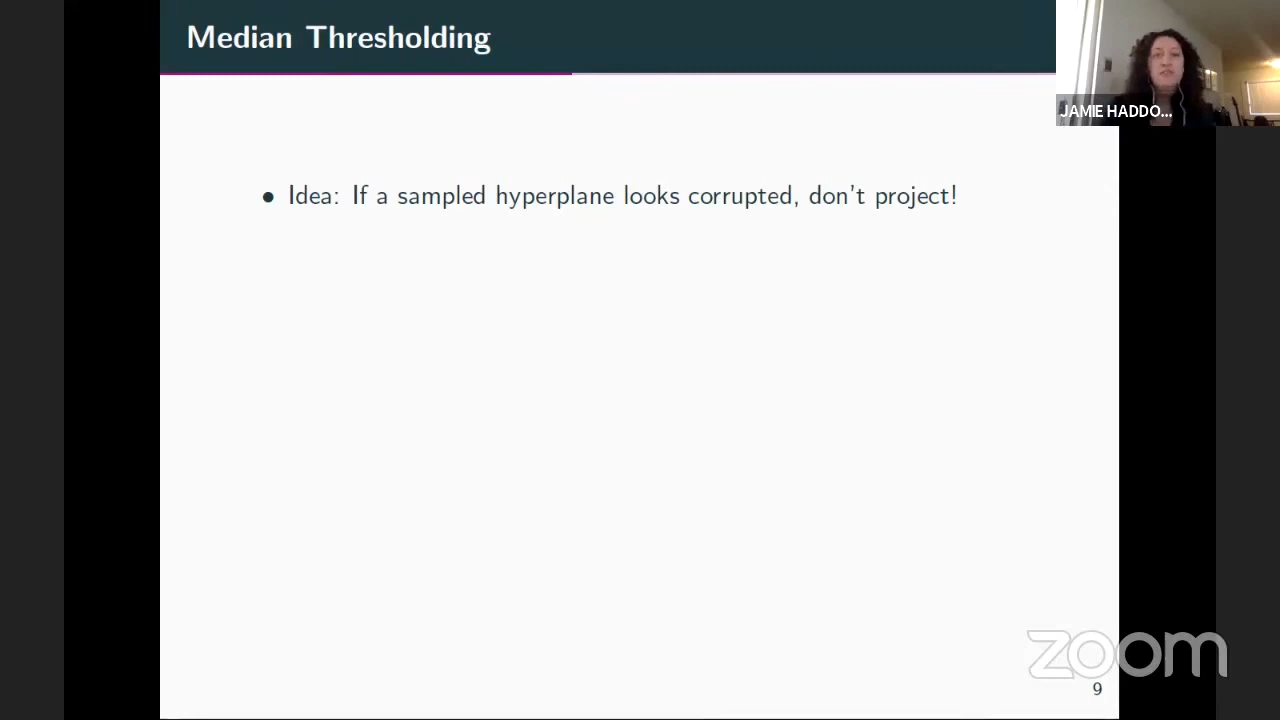 Median Thresholding
JAMIE HADDO...
• Idea: If a sampled hyperplane looks corrupted, don't project!
zoom
9